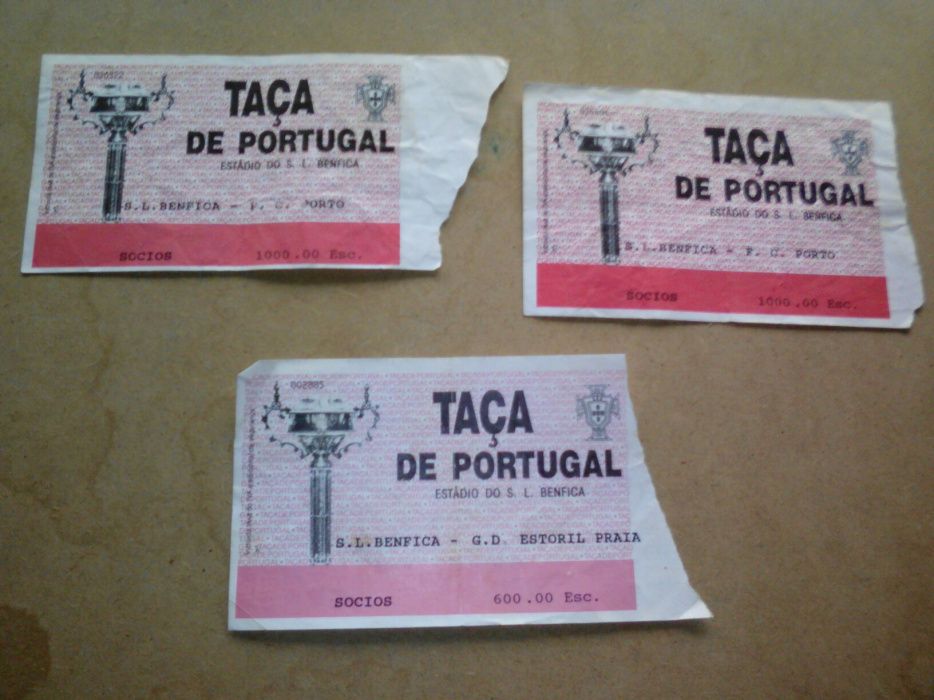 TAÇA
DE PORTUGAL
ESTÁDIO DO S. L. BENFICA
S.L.BENFICA - F. C. PORTO
SOCIOS 1000.00 Esc.
TAÇA
DE PORTUGAL
ESTÁDIO DO S. L. BENFICA
S.L.BENFICA - F. C. PORTO
SOCIOS 1000.00 Esc.
002885
TAÇA
DE PORTUGAL
ESTÁDIO DO S. L. BENFICA
S.L.BENFICA - G.D. ESTORIL PRAIA
SOCIOS 600.00 Esc.